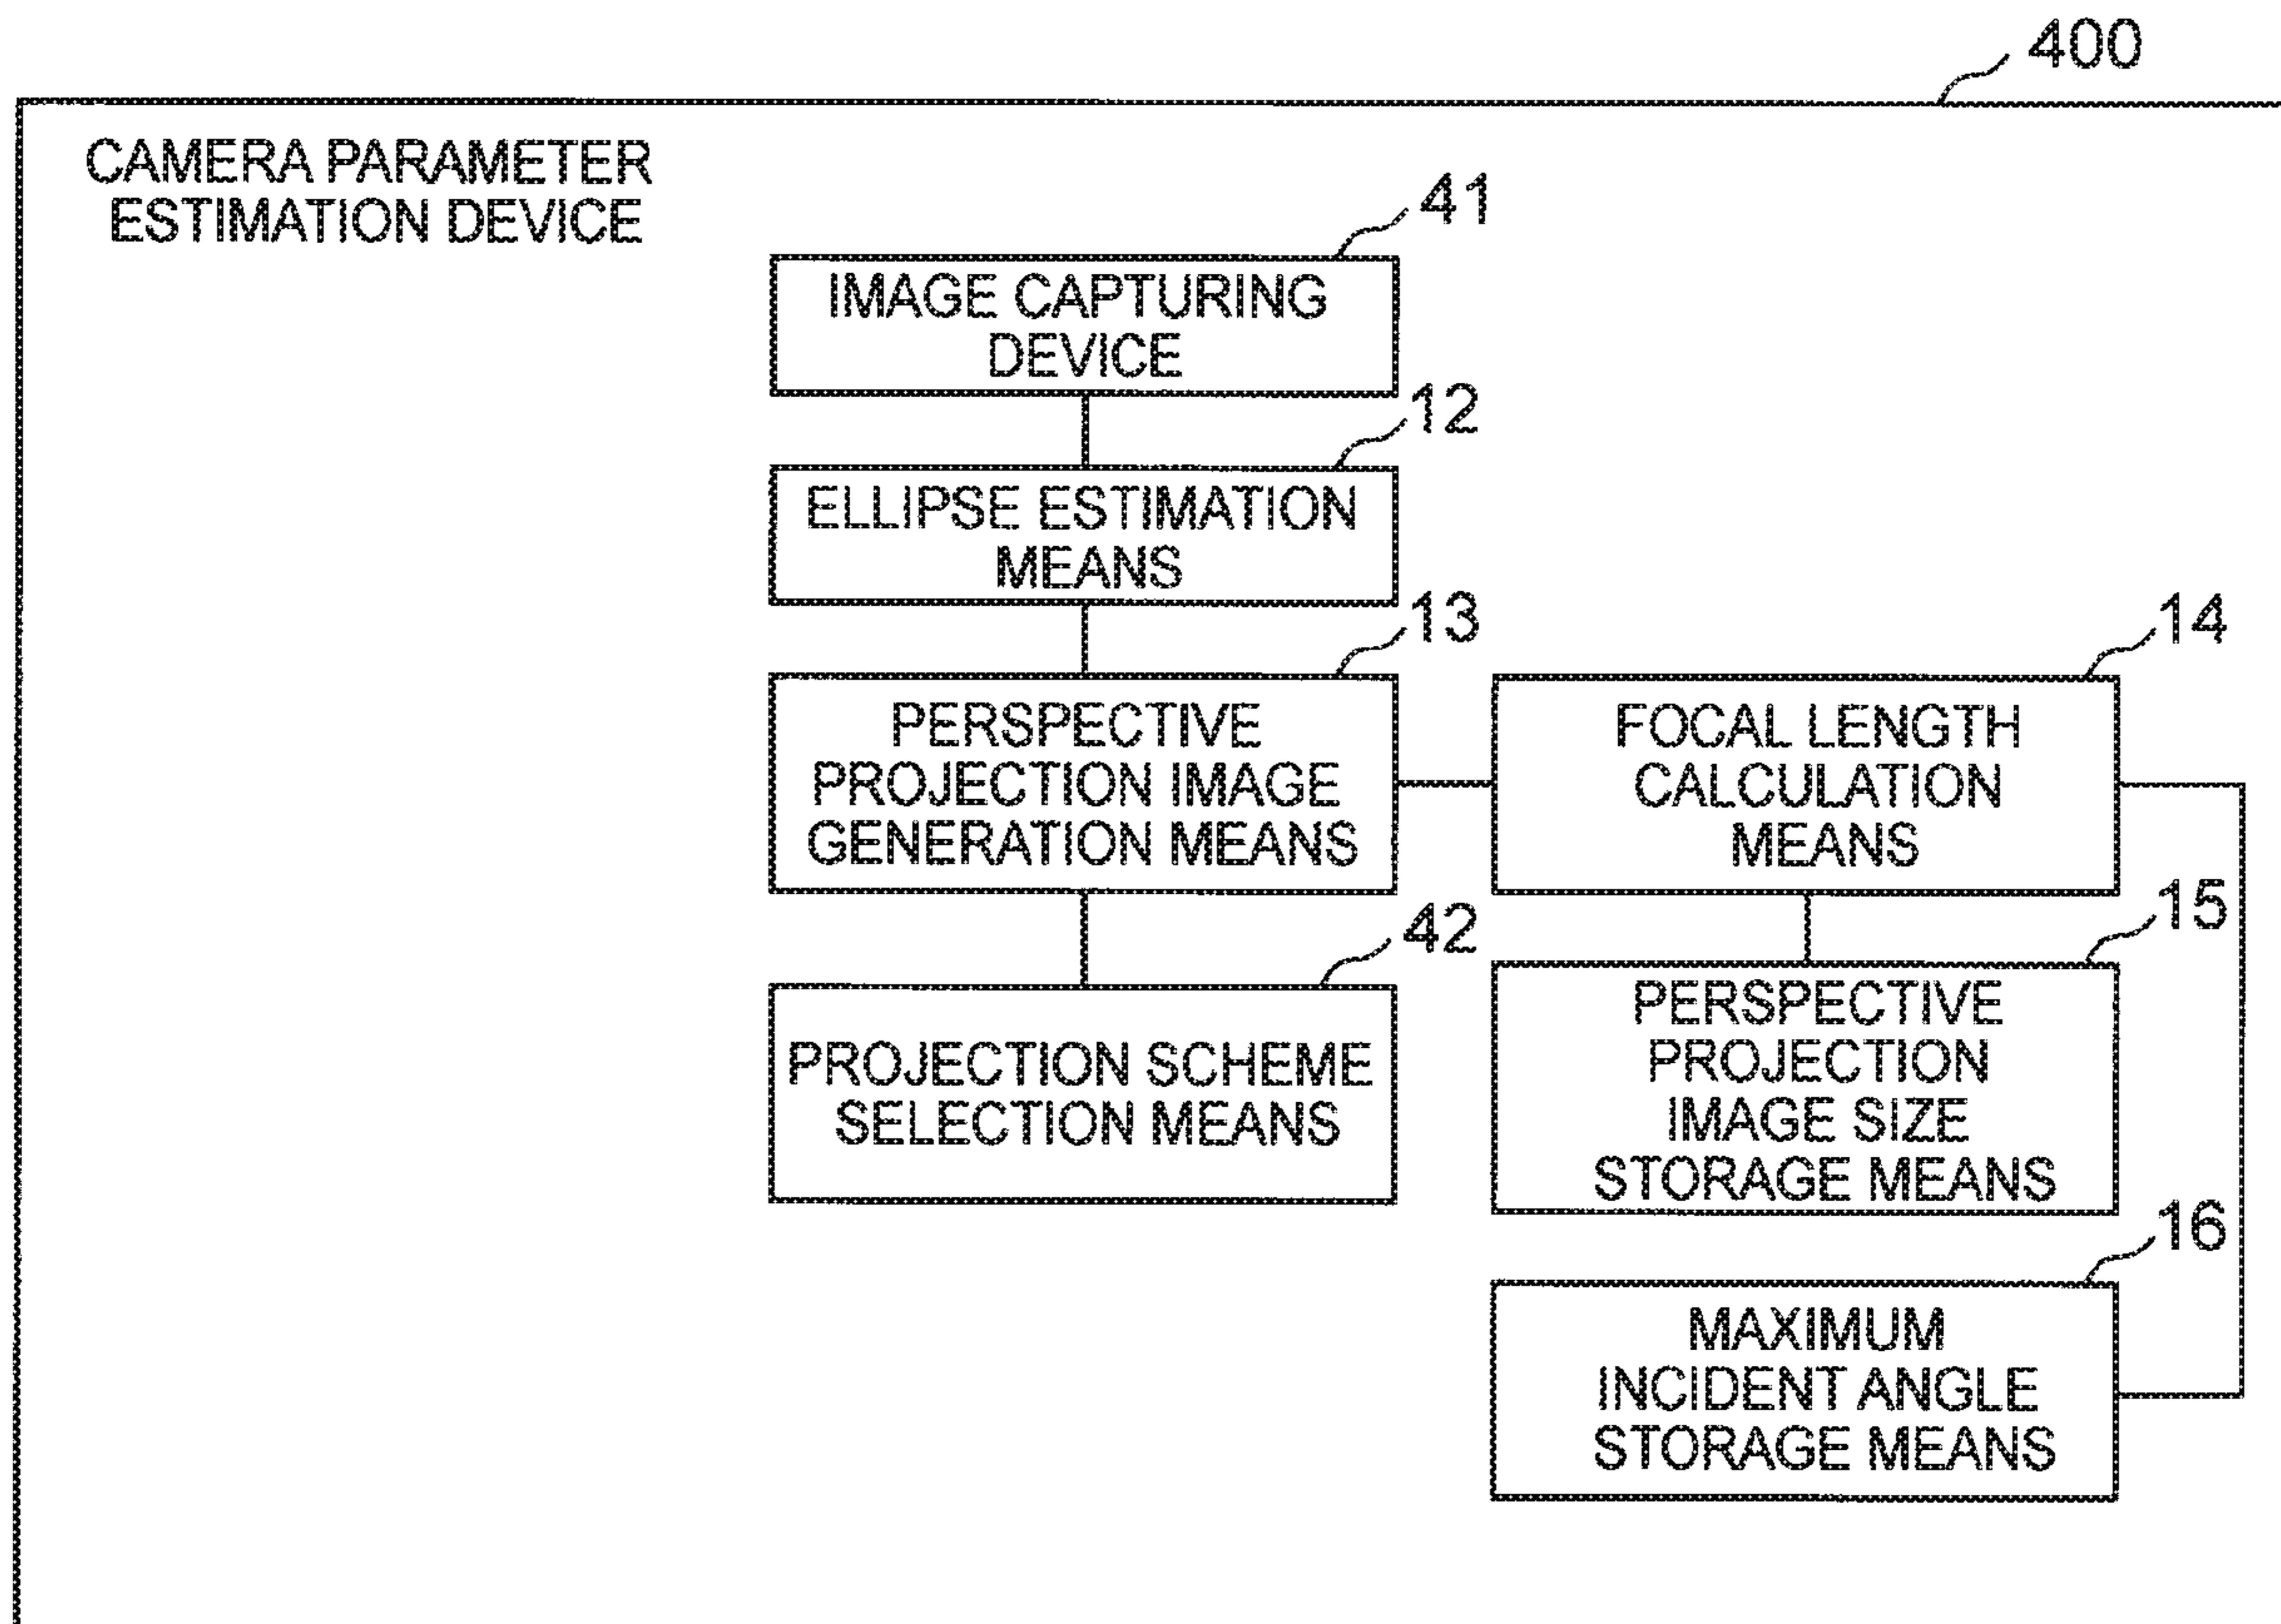 400
CAMERA PARAMETER
ESTIMATION DEVICE
41
IMAGE CAPTURING
DEVICE
12
ELLIPSE ESTIMATION
MEANS
13
PERSPECTIVE
PROJECTION IMAGE
GENERATION MEANS
14
FOCAL LENGTH
CALCULATION
MEANS
42
PROJECTION SCHEME
SELECTION MEANS
15
PERSPECTIVE
PROJECTION
IMAGE SIZE
STORAGE MEANS
16
MAXIMUM
INCIDENT ANGLE
STORAGE MEANS